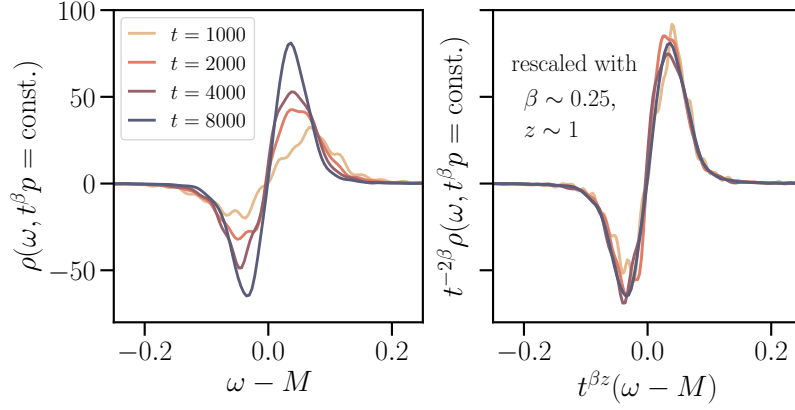 100
50
0
−50
ρ(ω, t^β p = const.)
t = 1000
t = 2000
t = 4000
t = 8000
−0.2
0.0
0.2
ω − M
t^{−2β}ρ(ω, t^β p = const.)
rescaled with
β ∼ 0.25,
z ∼ 1
−0.2
0.0
0.2
t^{βz}(ω − M)